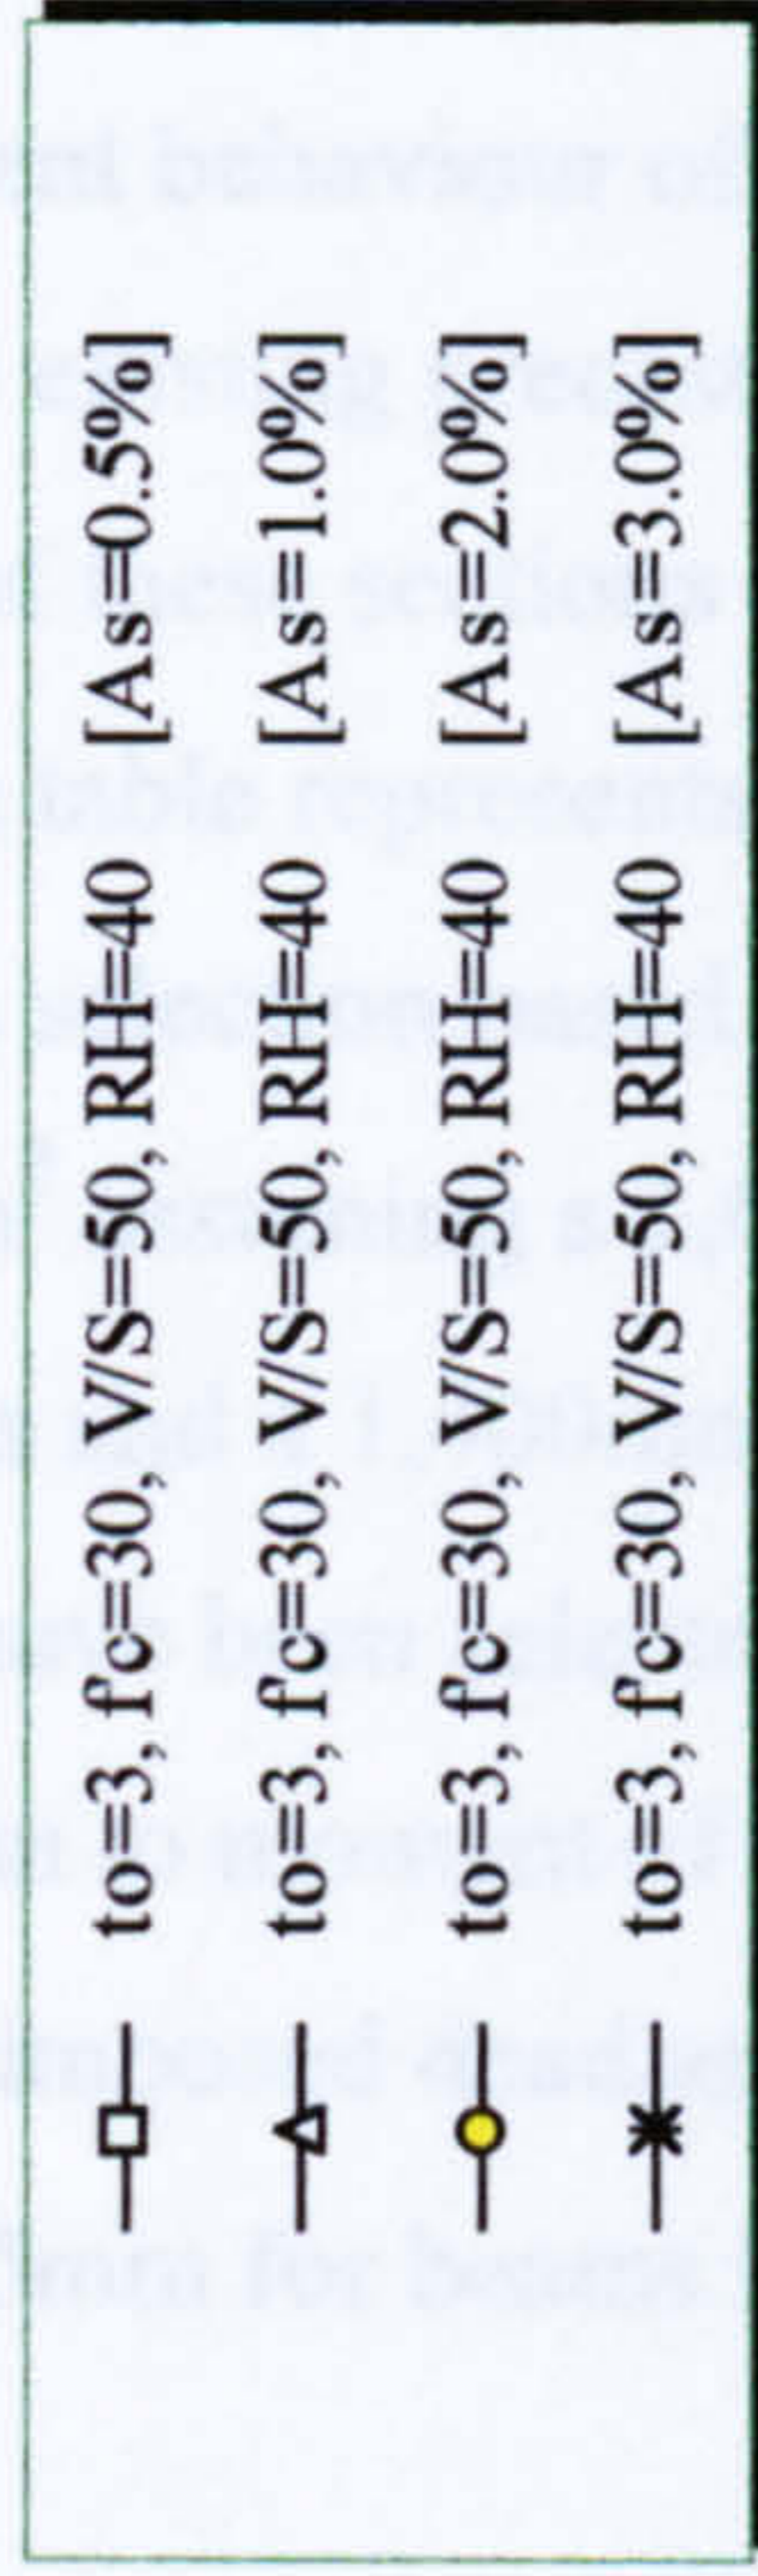 to=3, f'c=30, V/S=50, RH=40 [As=0.5%]
to=3, f'c=30, V/S=50, RH=40 [As=1.0%]
to=3, f'c=30, V/S=50, RH=40 [As=2.0%]
to=3, f'c=30, V/S=50, RH=40 [As=3.0%]